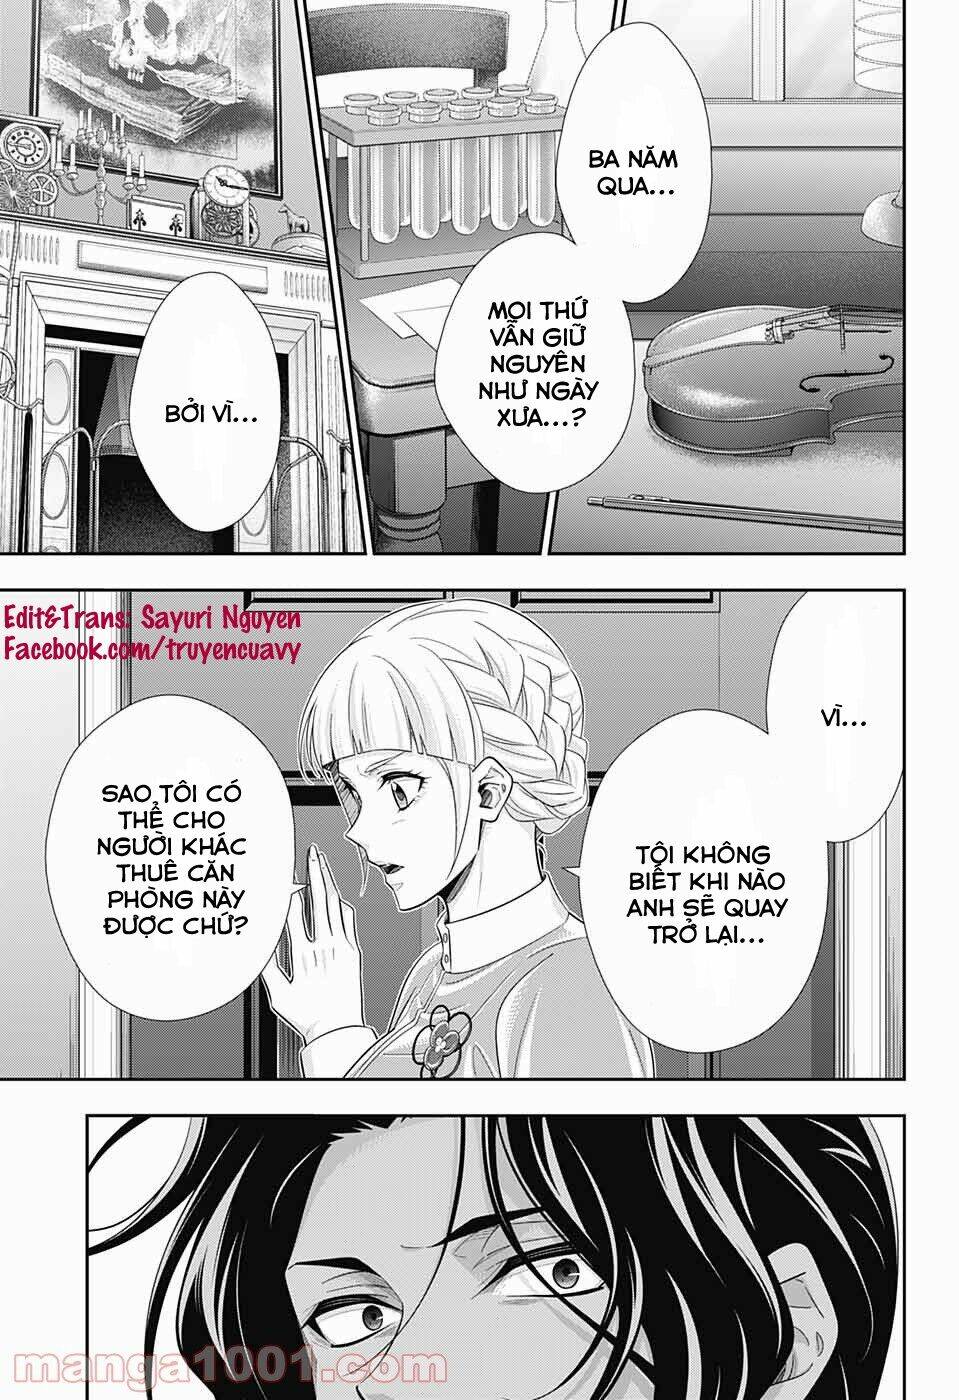 BA NĂM
QUA...
MỌI THỨ
VẪN GIỮ
NGUYÊN
NHƯ NGÀY
XƯA...?
BỞI VÌ...
Edit&Trans: Sayuri Nguyen
Facebook.com/truyencuavy
VÌ...
TÔI KHÔNG
BIẾT KHI NÀO
ANH SẼ QUAY
TRỞ LẠI...
SAO TÔI CÓ
THỂ CHO
NGƯỜI KHÁC
THUÊ CĂN
PHÒNG NÀY
ĐƯỢC CHỨ?
manga1001.com